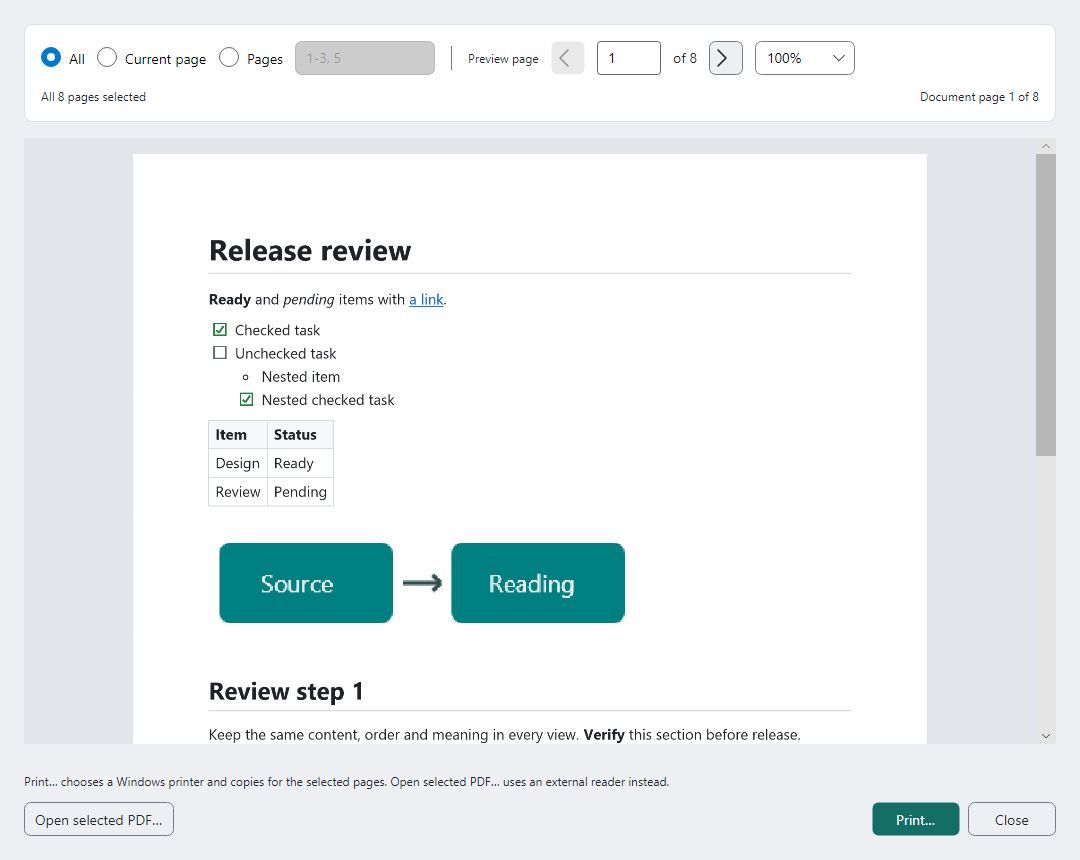 All Current page Pages 1-3, 5 Preview page 1 of 8 100%
All 8 pages selected Document page 1 of 8
Release review
Ready and pending items with a link.
Checked task
Unchecked task
Nested item
Nested checked task
Item Status
Design Ready
Review Pending
Source Reading
Review step 1
Keep the same content, order and meaning in every view. Verify this section before release.
Print... chooses a Windows printer and copies for the selected pages. Open selected PDF... uses an external reader instead.
Open selected PDF... Print... Close